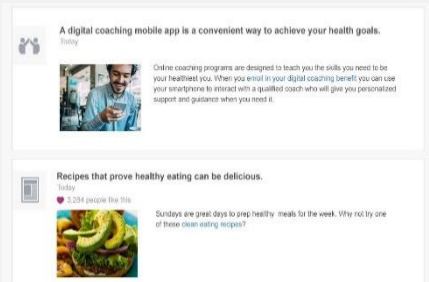 A digital coaching mobile app is a convenient way to achieve your health goals.
Today
Online coaching programs are designed to teach you the skills you need to be
your healthiest you. When you enroll in your digital coaching benefit you can use
your smartphone to interact with a qualified coach who will give you personalized
support and guidance when you need it.
Recipes that prove healthy eating can be delicious.
Today
3,284 people like this
Sundays are great days to prep healthy meals for the week. Why not try one
of these clean eating recipes?